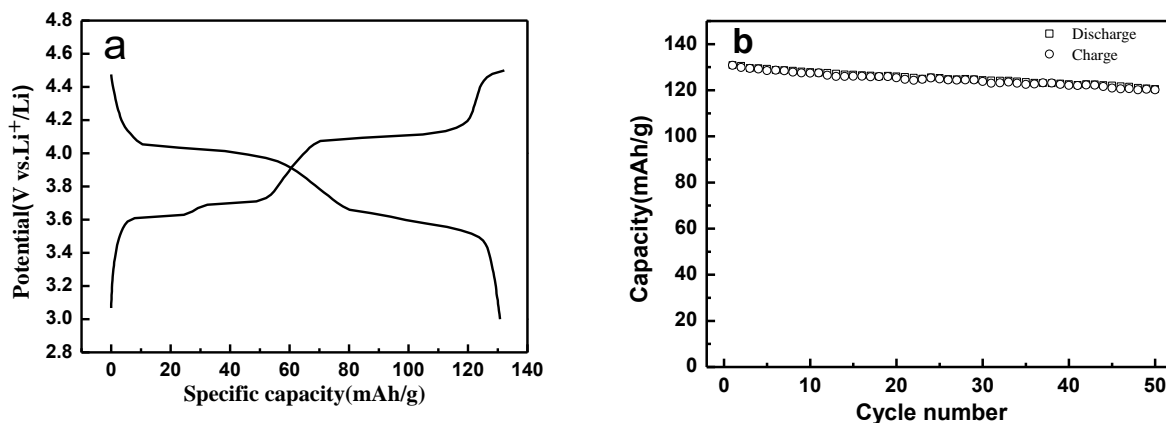 a
4.8
4.6
4.4
4.2
4.0
3.8
3.6
3.4
3.2
3.0
2.8
Potential(V vs.Li⁺/Li)
0 20 40 60 80 100 120 140
Specific capacity(mAh/g)
b
Discharge
Charge
140
120
100
80
60
40
20
0
Capacity(mAh/g)
0 10 20 30 40 50
Cycle number